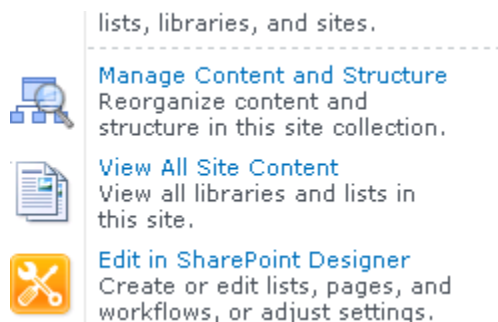 lists, libraries, and sites.
Manage Content and Structure
Reorganize content and
structure in this site collection.
View All Site Content
View all libraries and lists in
this site.
Edit in SharePoint Designer
Create or edit lists, pages, and
workflows, or adjust settings.